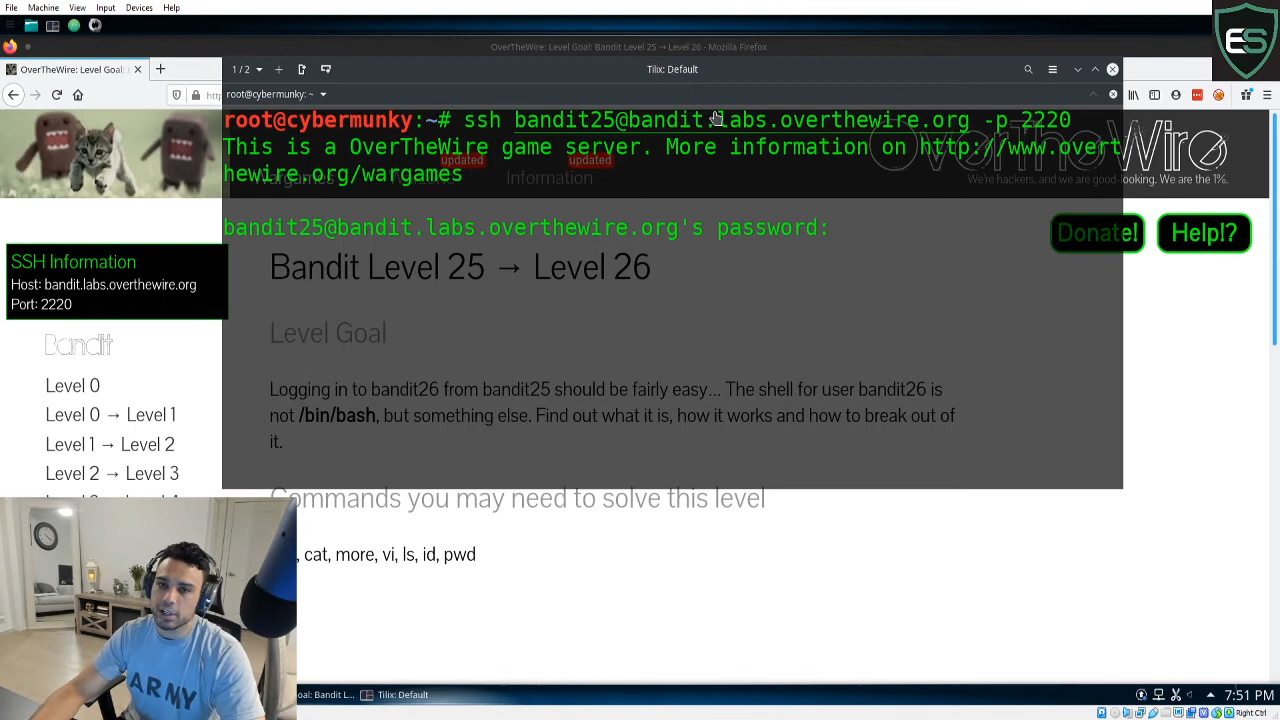 File Machine View Input Devices Help
ES
OverTheWire: Level Goal: Bandit Level 25 → Level 26 - Mozilla Firefox
OverTheWire: Level Goal:
1 / 2
Tilix: Default
root@cybermunky: ~
root@cybermunky:~# ssh bandit25@bandit.labs.overthewire.org -p 2220
This is a OverTheWire game server. More information on http://www.overt
hewire.org/wargames
OverTheWire
We're hackers, and we are good-looking. We are the 1%.
updated
updated
Wargames
Information
bandit25@bandit.labs.overthewire.org's password:
Donate!
Help!?
SSH Information
Host: bandit.labs.overthewire.org
Port: 2220
Bandit Level 25 → Level 26
Bandit
Level Goal
Level 0
Level 0 → Level 1
Level 1 → Level 2
Level 2 → Level 3
Logging in to bandit26 from bandit25 should be fairly easy... The shell for user bandit26 is
not /bin/bash, but something else. Find out what it is, how it works and how to break out of
it.
Commands you may need to solve this level
, cat, more, vi, ls, id, pwd
ARMY
oal: Bandit L...
Tilix: Default
7:51 PM
Right Ctrl